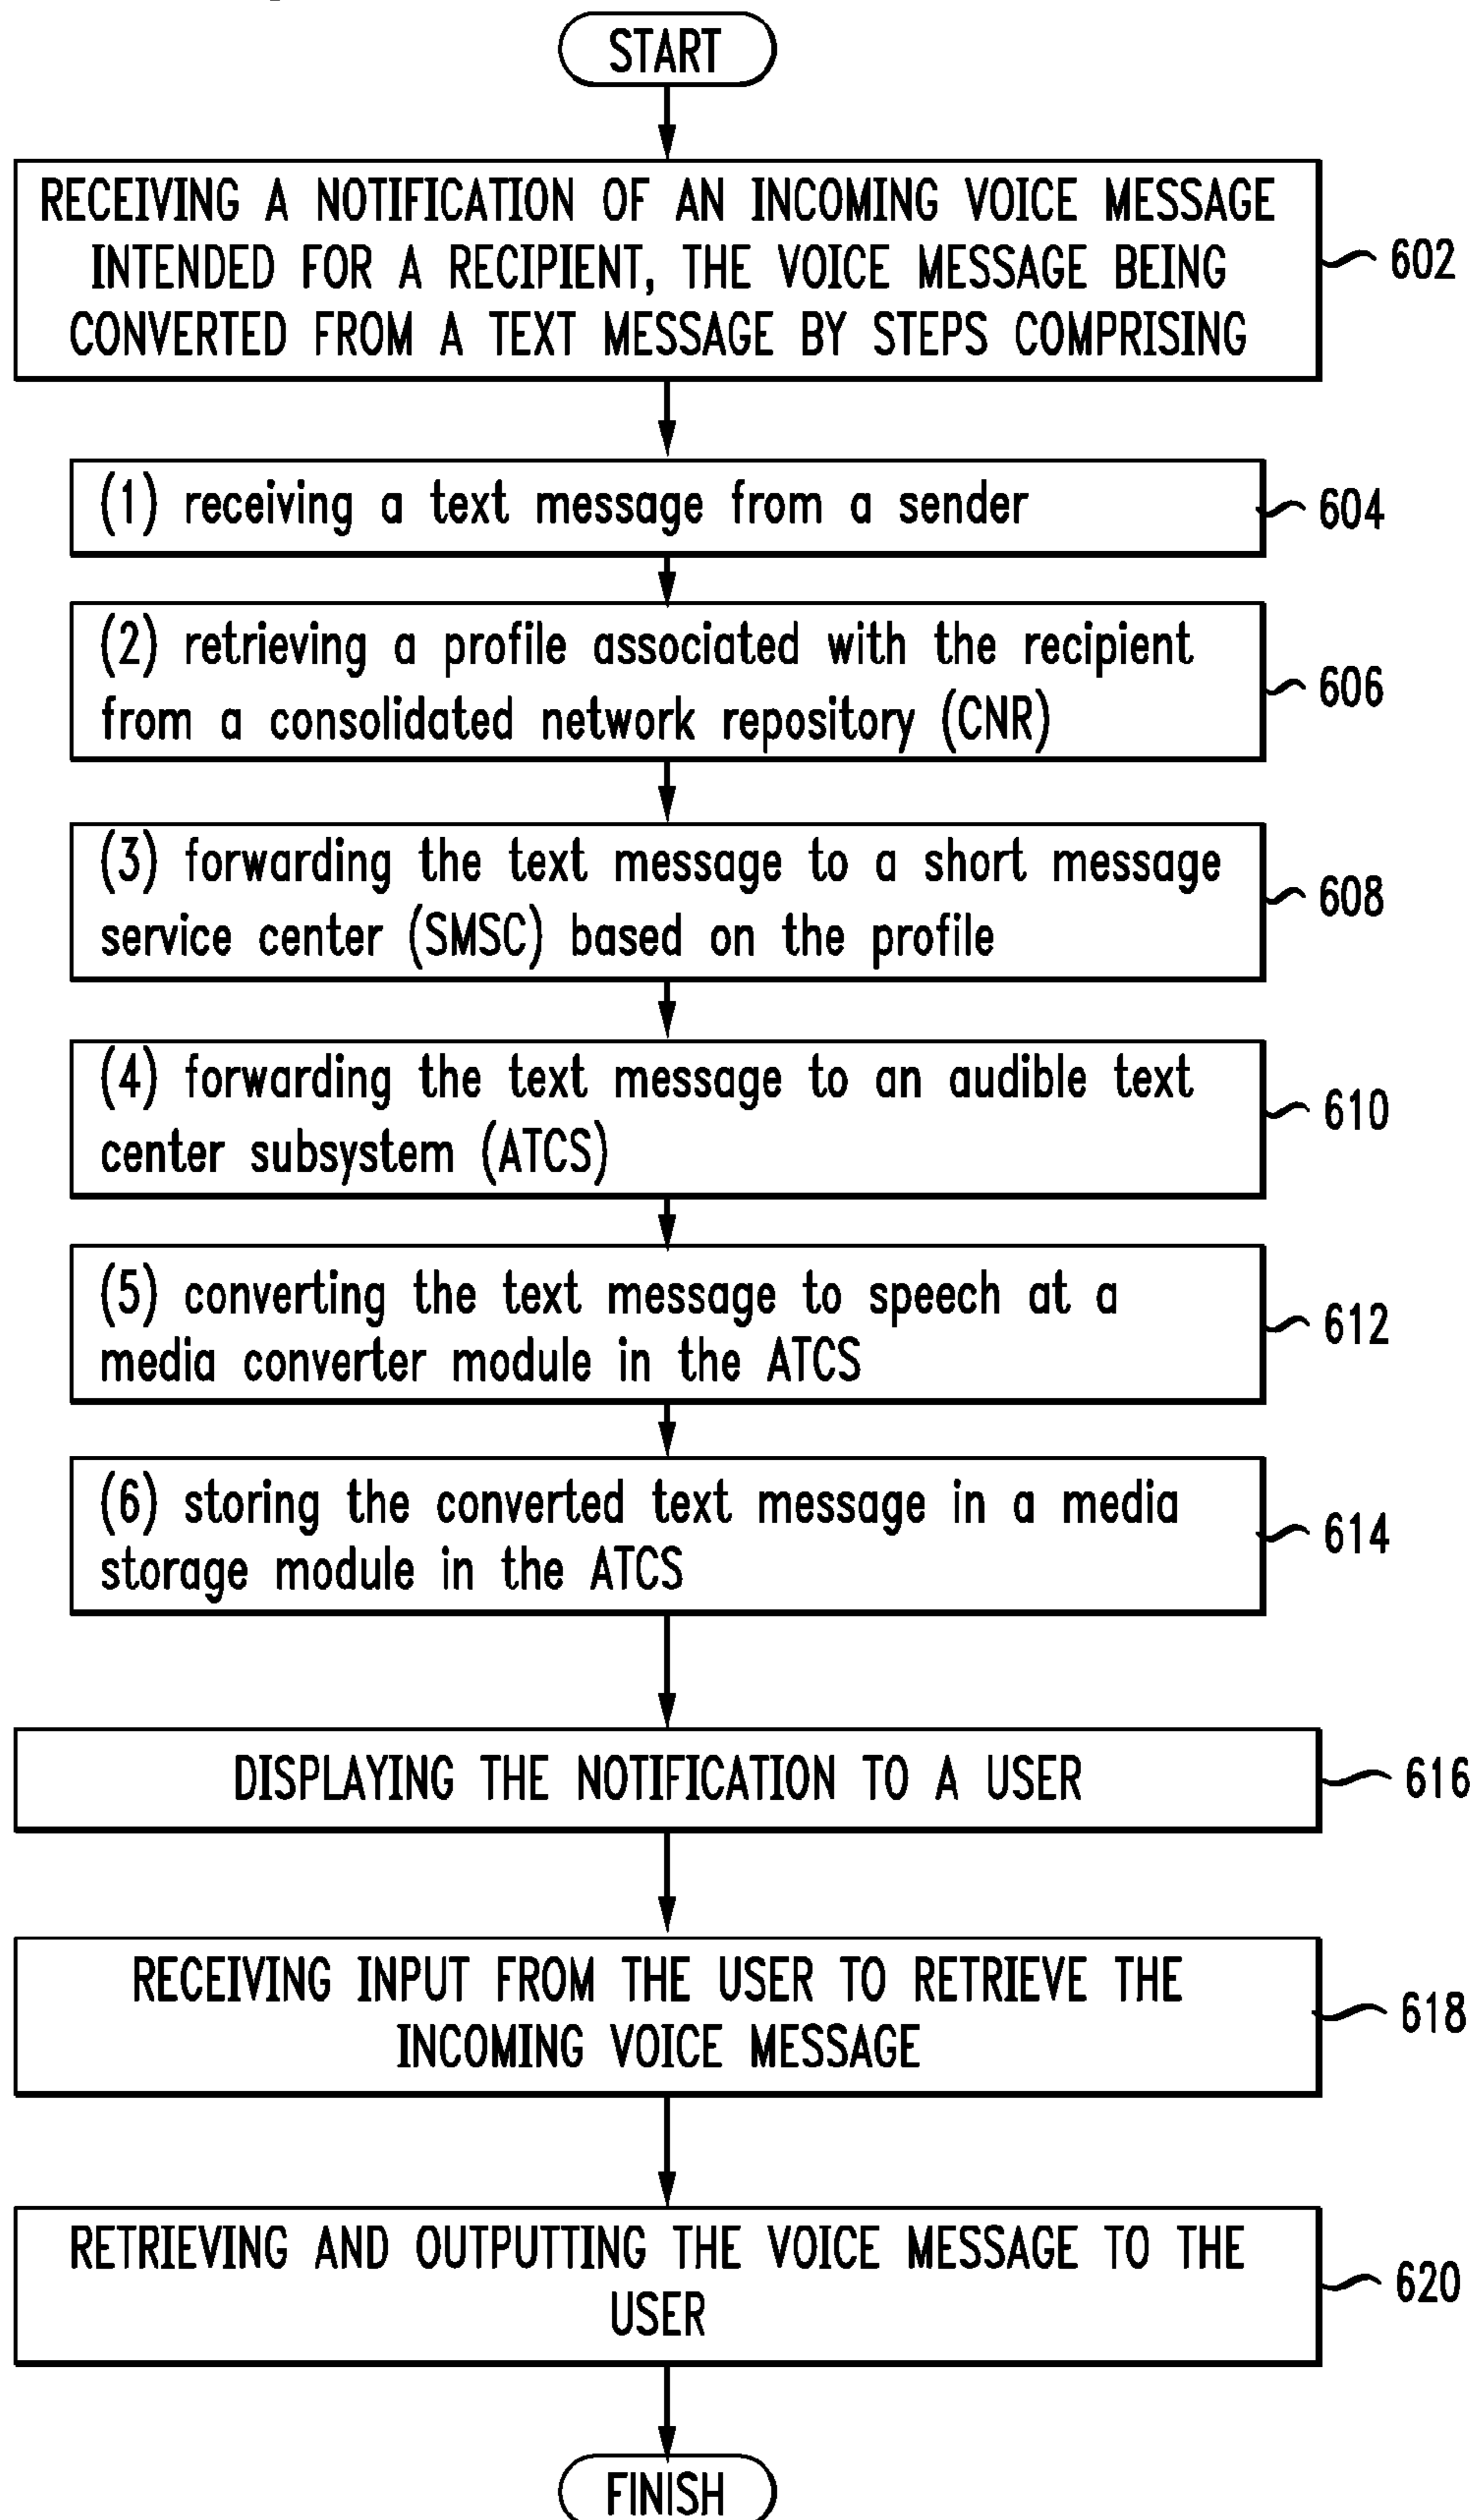 START
RECEIVING A NOTIFICATION OF AN INCOMING VOICE MESSAGE
INTENDED FOR A RECIPIENT, THE VOICE MESSAGE BEING
CONVERTED FROM A TEXT MESSAGE BY STEPS COMPRISING
602
(1) receiving a text message from a sender
604
(2) retrieving a profile associated with the recipient
from a consolidated network repository (CNR)
606
(3) forwarding the text message to a short message
service center (SMSC) based on the profile
608
(4) forwarding the text message to an audible text
center subsystem (ATCS)
610
(5) converting the text message to speech at a
media converter module in the ATCS
612
(6) storing the converted text message in a media
storage module in the ATCS
614
DISPLAYING THE NOTIFICATION TO A USER
616
RECEIVING INPUT FROM THE USER TO RETRIEVE THE
INCOMING VOICE MESSAGE
618
RETRIEVING AND OUTPUTTING THE VOICE MESSAGE TO THE
USER
620
FINISH